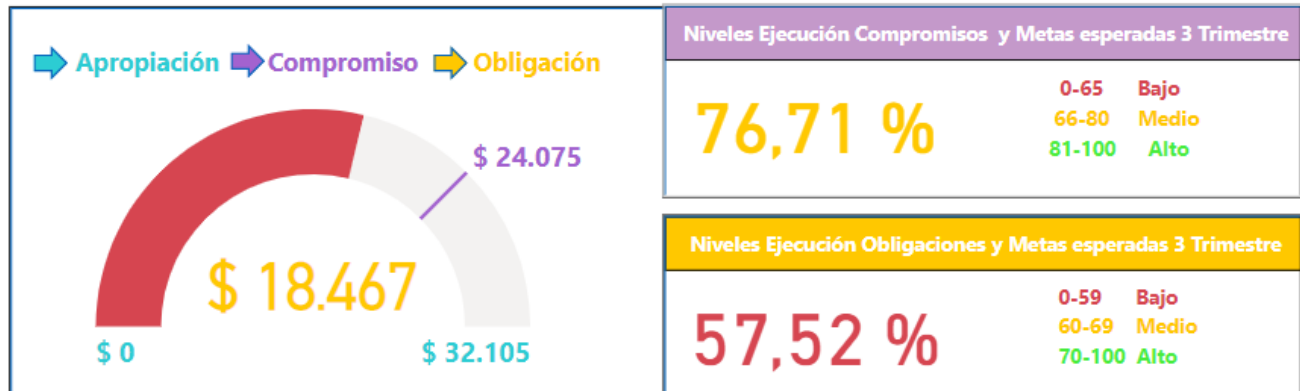 Apropiación Compromiso Obligación
$ 24.075
$ 18.467
$ 0
$ 32.105
Niveles Ejecución Compromisos y Metas esperadas 3 Trimestre
76,71 %
0-65 Bajo
66-80 Medio
81-100 Alto
Niveles Ejecución Obligaciones y Metas esperadas 3 Trimestre
57,52 %
0-59 Bajo
60-69 Medio
70-100 Alto